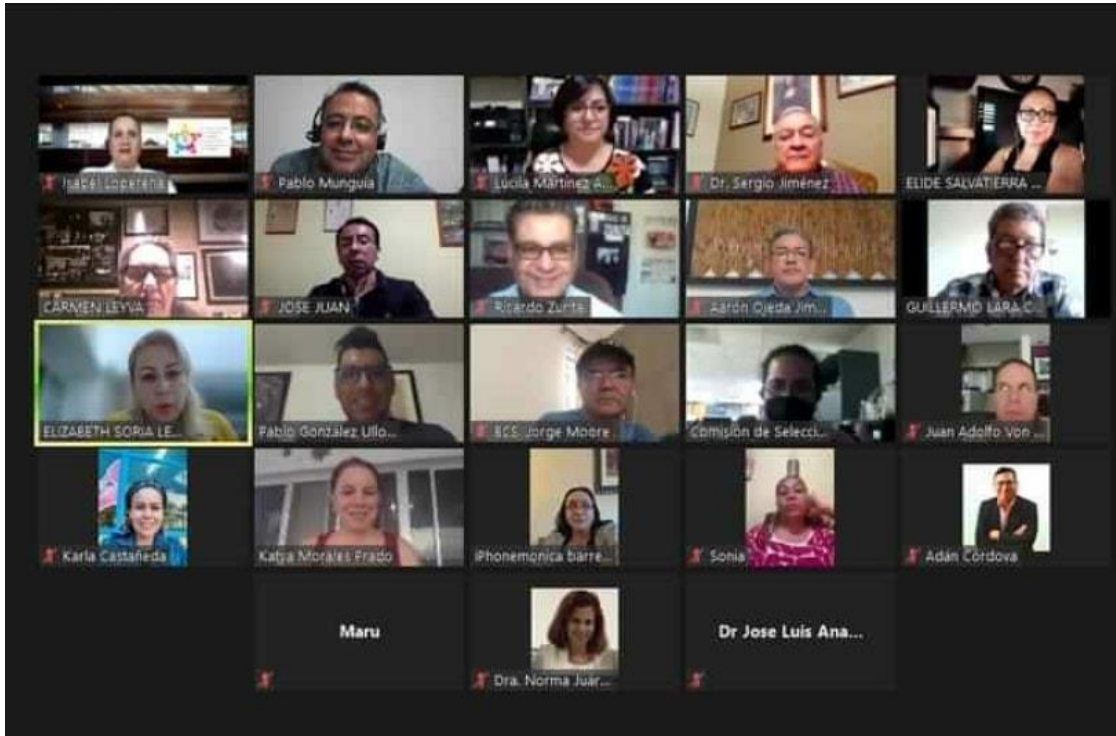 Isabel Loperena
Pablo Munguía
Lucila Martínez A...
Dr. Sergio Jiménez
ELIDE SALVATIERRA ...
CARMEN LEYVA
JOSE JUAN
Ricardo Zurita
Aarón Ojeda Jim...
GUILLERMO LARA C...
ELIZABETH SORIA LE...
Pablo González Ullo...
ECS. Jorge Moore
Comisión de Selecci...
Juan Adolfo Von ...
Karla Castañeda
Katya Morales Prado
iPhonemonica barre...
Sonia
Adán Córdova
Maru
Dra. Norma Juár...
Dr Jose Luis Ana...